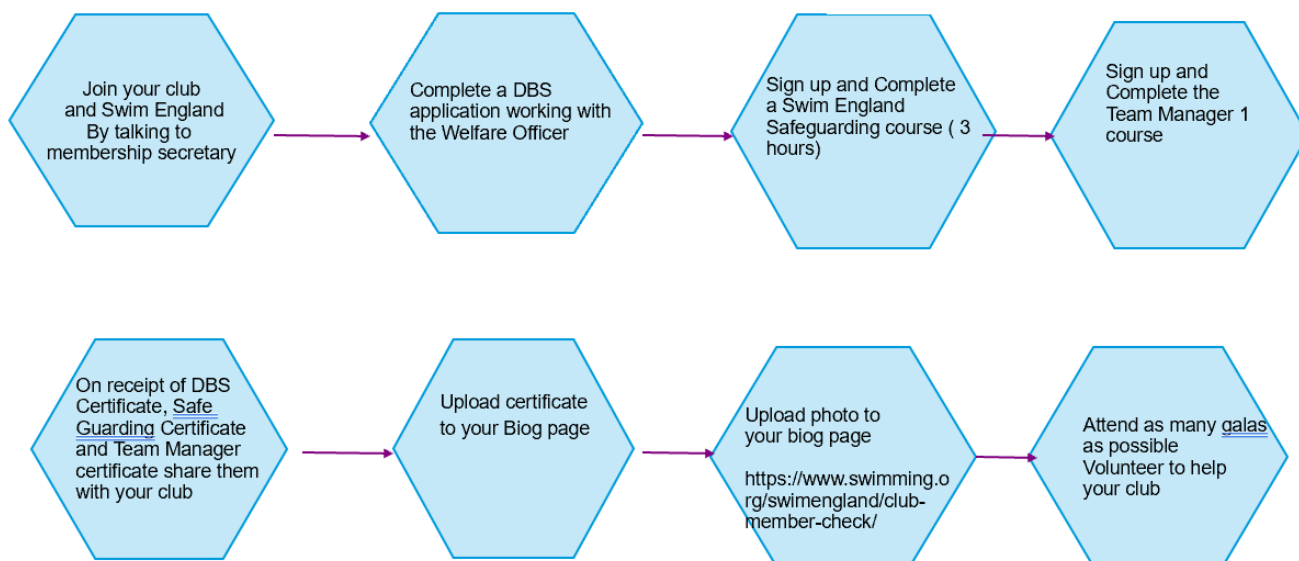 Join your club
and Swim England
By talking to
membership secretary
Complete a DBS
application working with
the Welfare Officer
Sign up and Complete
a Swim England
Safeguarding course ( 3
hours)
Sign up and
Complete the
Team Manager 1
course
On receipt of DBS
Certificate, Safe
Guarding Certificate
and Team Manager
certificate share them
with your club
Upload certificate
to your Biog page
Upload photo to
your biog page
https://www.swimming.o
rg/swimengland/club-
member-check/
Attend as many galas
as possible
Volunteer to help
your club